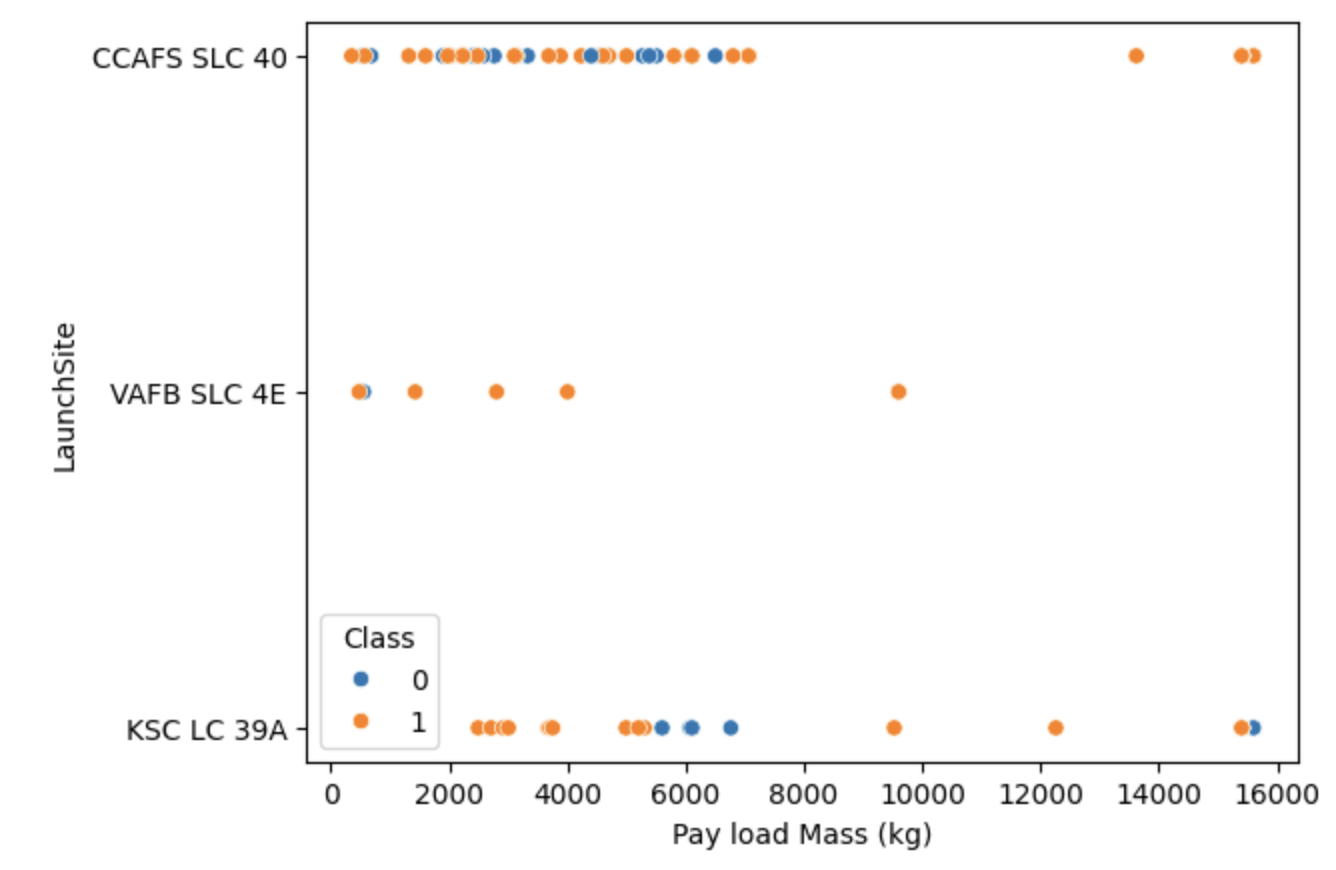 CCAFS SLC 40
VAFB SLC 4E
KSC LC 39A
LaunchSite
Class
0
1
0 2000 4000 6000 8000 10000 12000 14000 16000
Pay load Mass (kg)